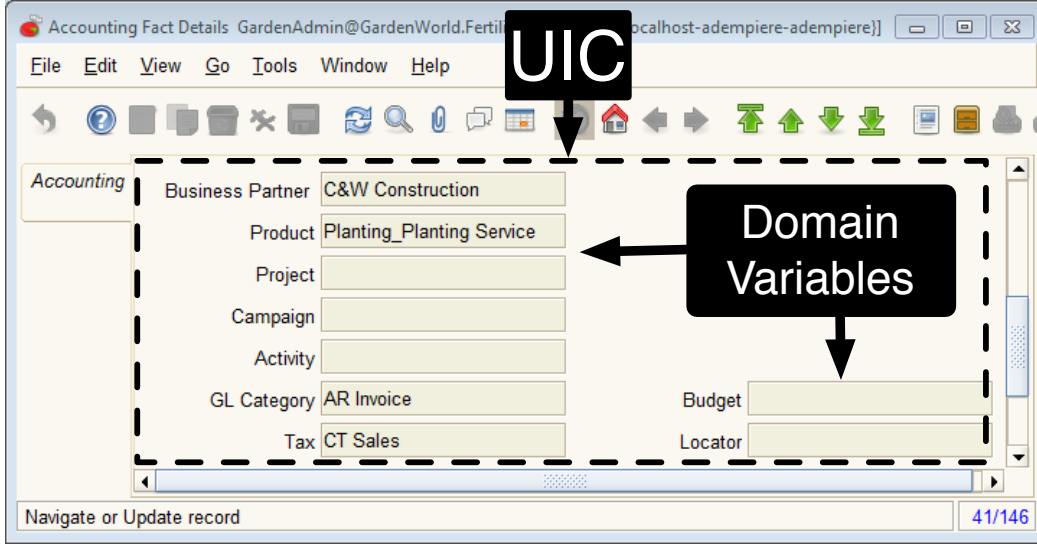 Accounting Fact Details GardenAdmin@GardenWorld.Fertili ocalhost-adempiere-adempiere}]
UIC
File Edit View Go Tools Window Help
Accounting
Business Partner C&W Construction
Product Planting_Planting Service
Domain
Variables
Project
Campaign
Activity
GL Category AR Invoice Budget
Tax CT Sales Locator
Navigate or Update record 41/146